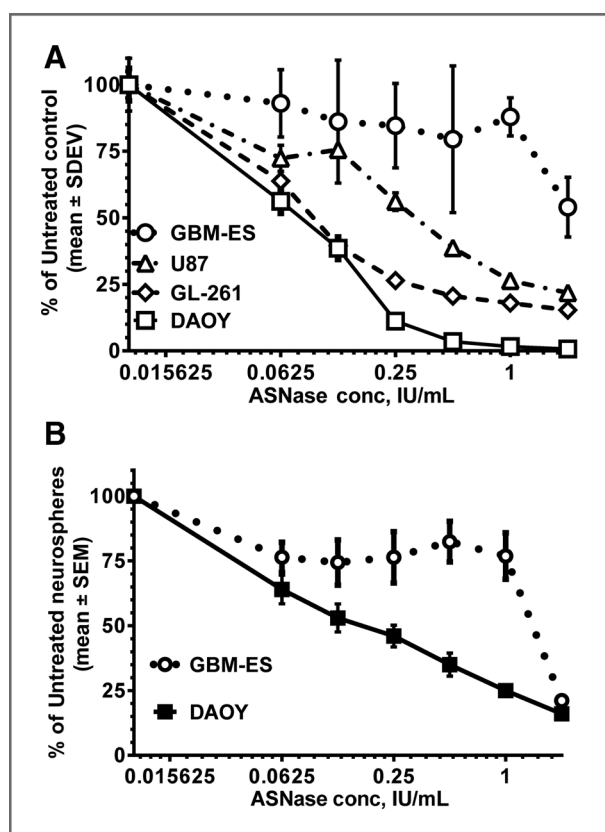 A
100
75
50
25
0
% of Untreated control
(mean ± SDEV)
GBM-ES
U87
GL-261
DAOY
0.015625 0.0625 0.25 1
ASNase conc, IU/mL
B
100
75
50
25
0
% of Untreated neurospheres
(mean ± SEM)
GBM-ES
DAOY
0.015625 0.0625 0.25 1
ASNase conc, IU/mL